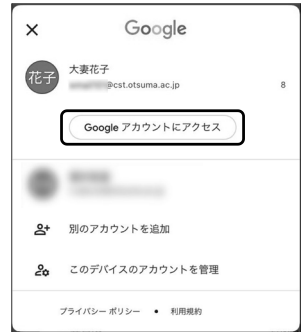 × Google
花子 大妻花子
@cst.otsuma.ac.jp 8
Google アカウントにアクセス
別のアカウントを追加
このデバイスのアカウントを管理
プライバシー ポリシー • 利用規約